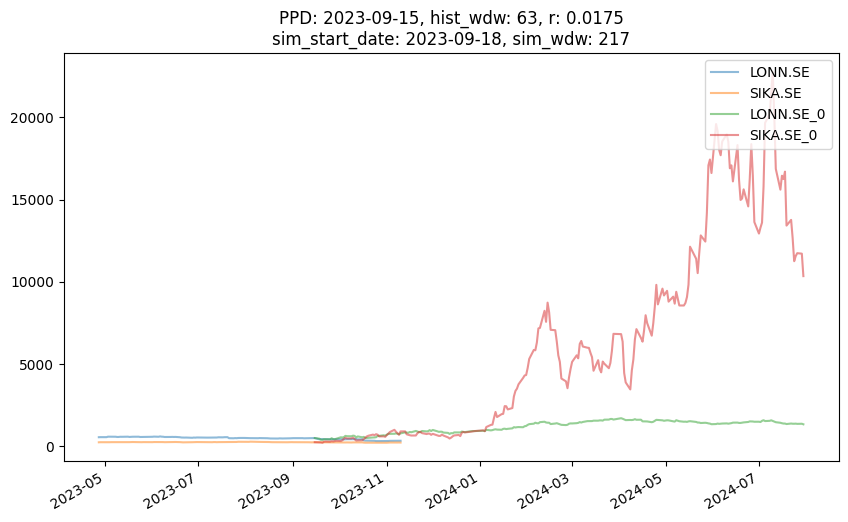 PPD: 2023-09-15, hist_wdw: 63, r: 0.0175
sim_start_date: 2023-09-18, sim_wdw: 217
LONN.SE
SIKA.SE
LONN.SE_0
SIKA.SE_0
20000
15000
10000
5000
0
2023-05
2023-07
2023-09
2023-11
2024-01
2024-03
2024-05
2024-07